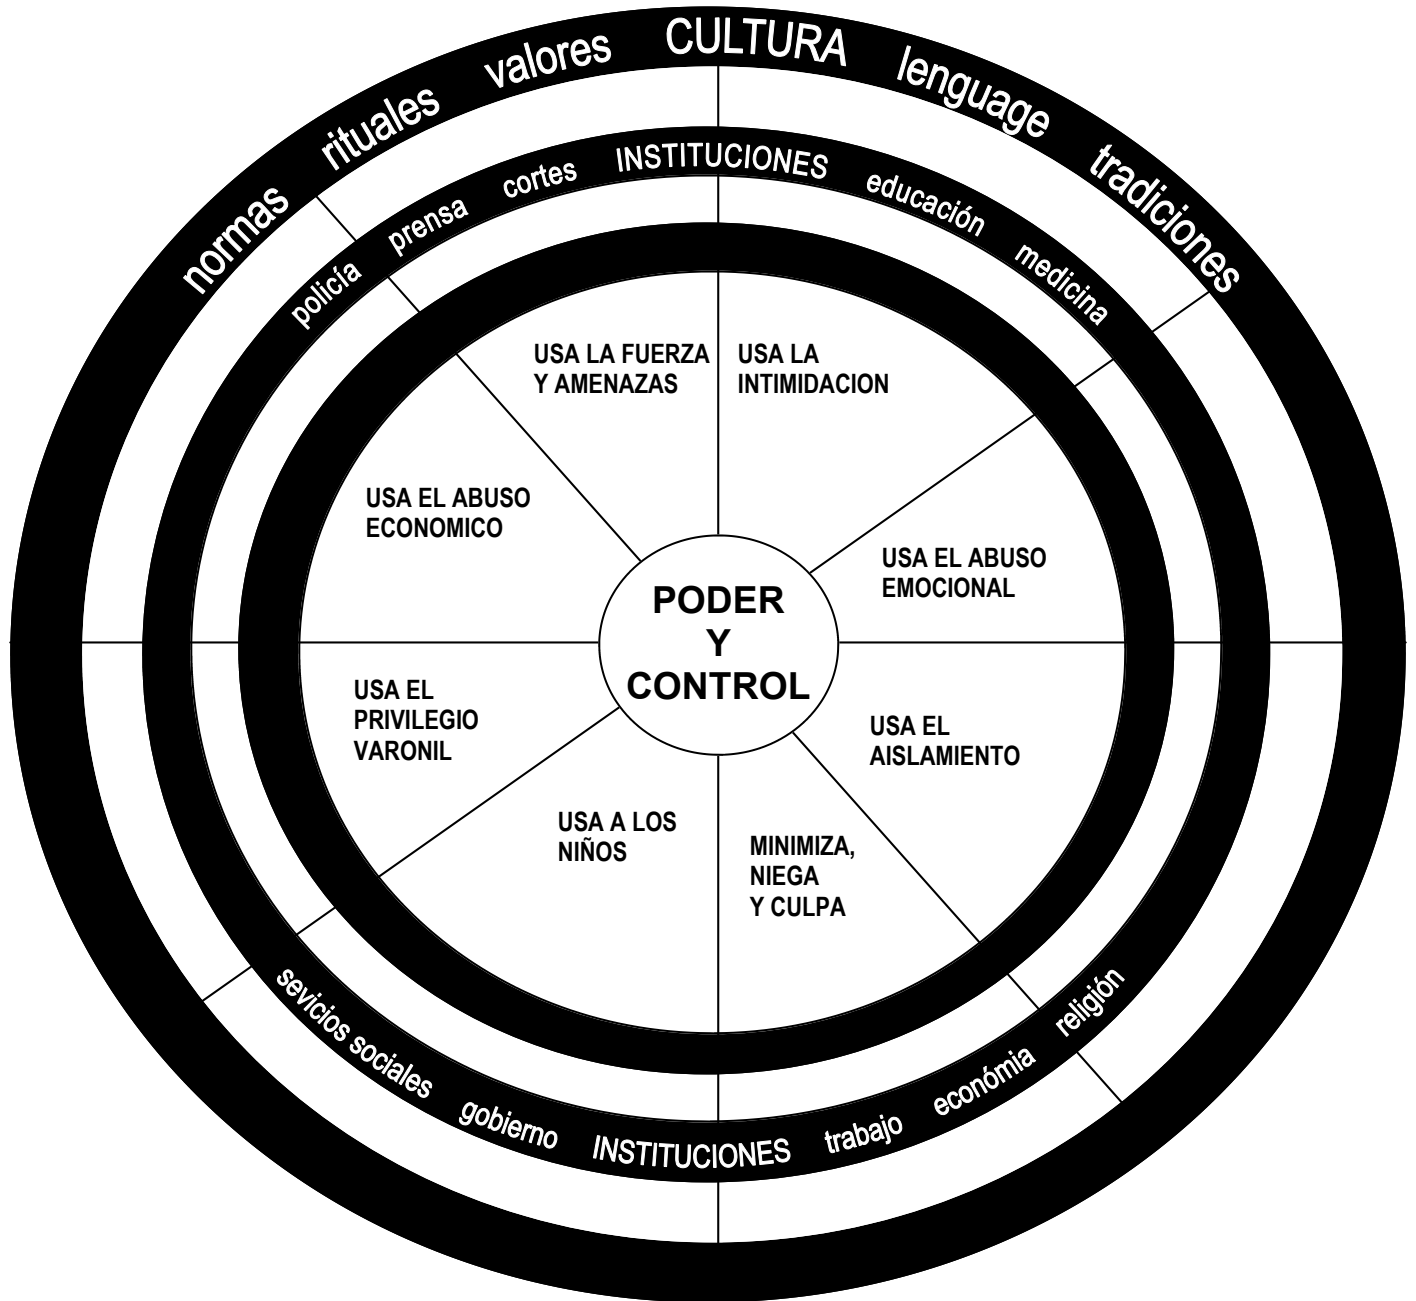 normas rituales valores CULTURA lenguage tradiciones
policía prensa cortes INSTITUCIONES educación medicina
USA LA FUERZA
Y AMENAZAS
USA LA
INTIMIDACION
USA EL ABUSO
ECONOMICO
USA EL ABUSO
EMOCIONAL
PODER
Y
CONTROL
USA EL
PRIVILEGIO
VARONIL
USA EL
AISLAMIENTO
USA A LOS
NIÑOS
MINIMIZA,
NIEGA
Y CULPA
sevicios sociales gobierno INSTITUCIONES trabajo económia religión